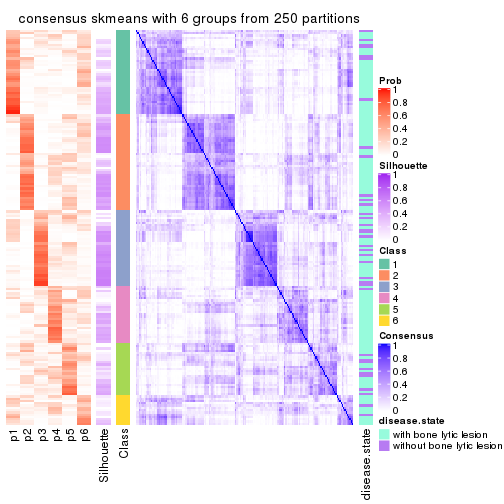 consensus skmeans with 6 groups from 250 partitions
Prob
1
0.8
0.6
0.4
0.2
0
Silhouette
1
0.8
0.6
0.4
0.2
0
Class
1
2
3
4
5
6
Consensus
1
0.8
0.6
0.4
0.2
0
disease.state
with bone lytic lesion
without bone lytic lesion
p1
p2
p3
p4
p5
p6
Silhouette
Class
disease.state